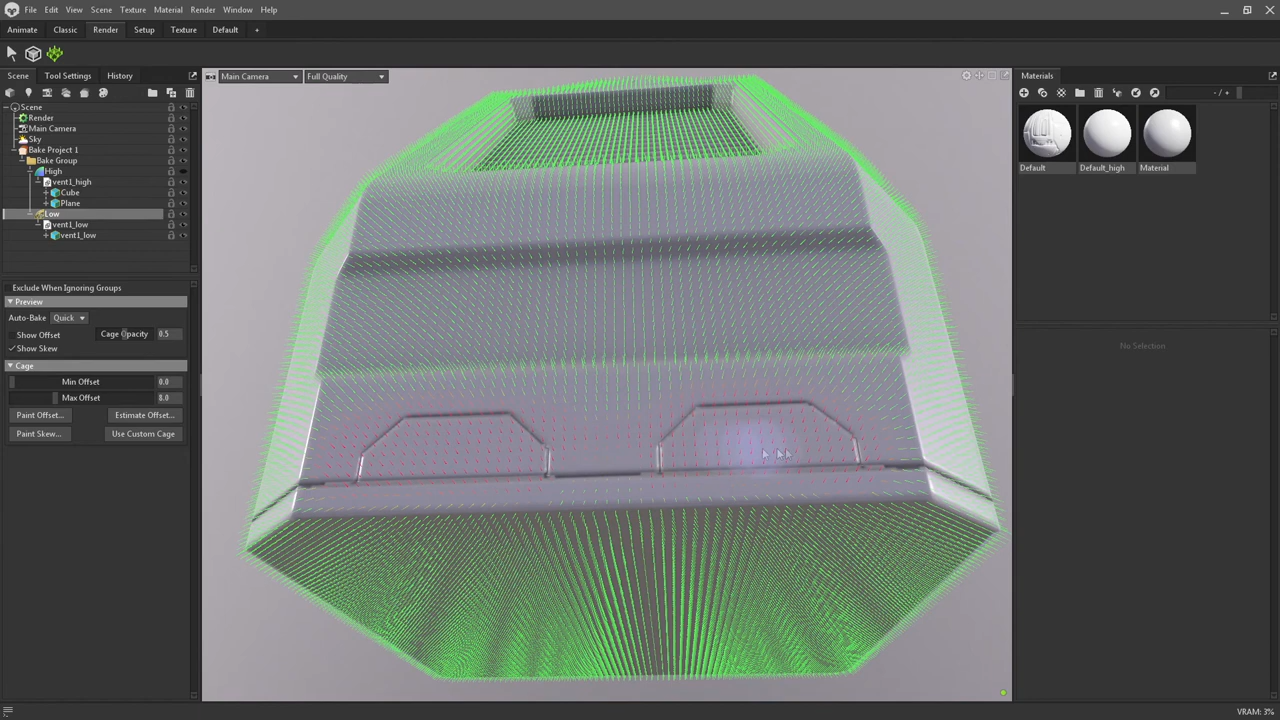 File Edit View Scene Texture Material Render Window Help
Animate Classic Render Setup Texture Default +
Scene Tool Settings History
Main Camera Full Quality
Materials
- / +
Scene
Render
Main Camera
Sky
Bake Project 1
Bake Group
High
vent1_high
Cube
Plane
Low
vent1_low
vent1_low
Default Default_high Material
Exclude When Ignoring Groups
Preview
Auto-Bake Quick
Show Offset Cage Opacity 0.5
Show Skew
Cage
Min Offset 0.0
Max Offset 8.0
Paint Offset... Estimate Offset...
Paint Skew... Use Custom Cage
No Selection
VRAM: 3%